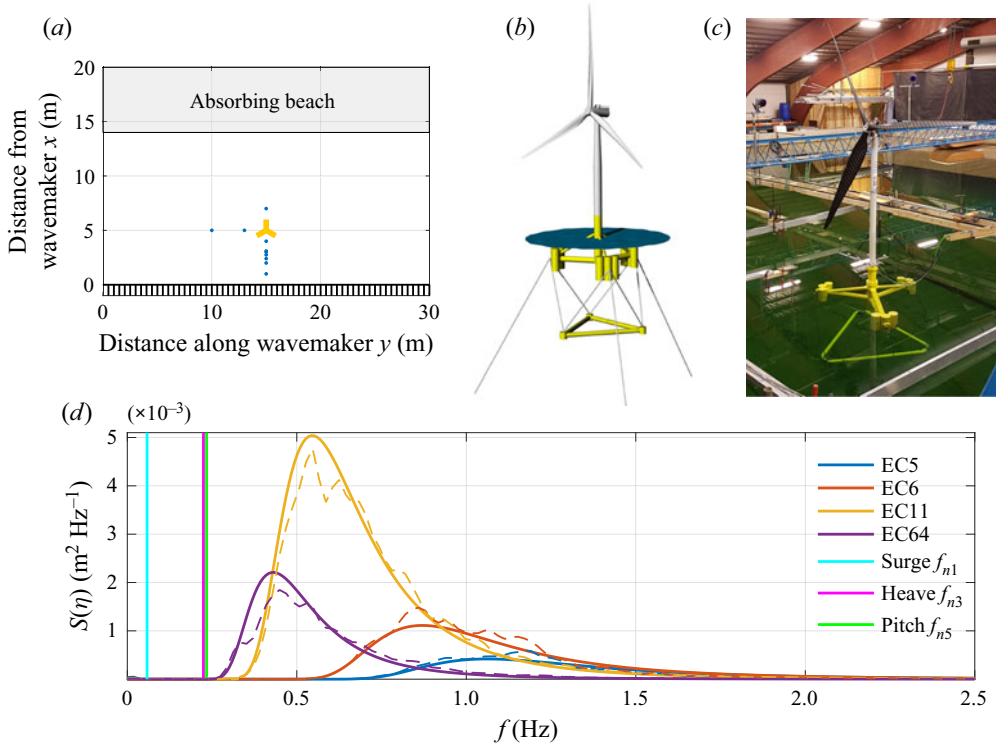 (a)
(b)
(c)
20
15
10
5
0
Absorbing beach
Distance from
wavemaker x (m)
0
10
20
30
Distance along wavemaker y (m)
(d)
(×10⁻³)
5
4
3
2
1
S(η) (m² Hz⁻¹)
EC5
EC6
EC11
EC64
Surge fₙ₁
Heave fₙ₃
Pitch fₙ₅
0
0.5
1.0
1.5
2.0
2.5
f (Hz)